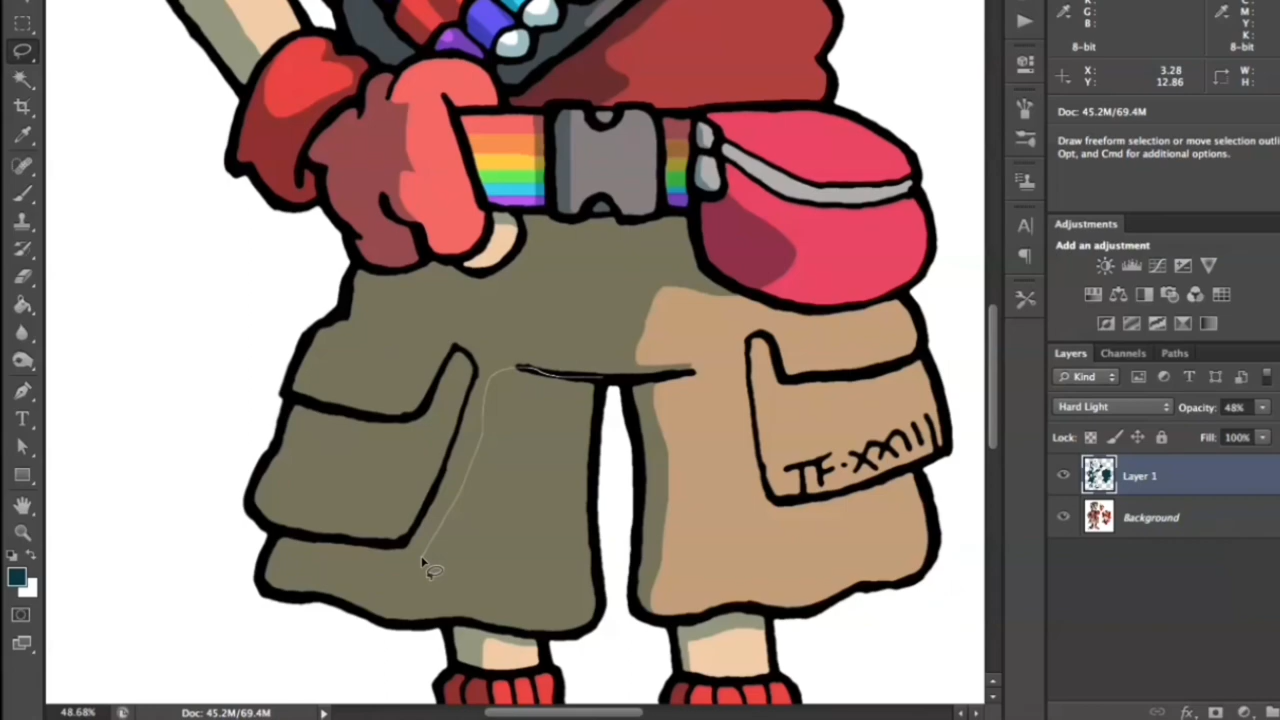 R:
G:
B:
C:
M:
Y:
K:
8-bit
8-bit
X: 3.28
Y: 12.86
W:
H:
Doc: 45.2M/69.4M
Draw freeform selection or move selection outli
Opt, and Cmd for additional options.
Adjustments
Add an adjustment
Layers Channels Paths
Kind
Hard Light Opacity: 48%
Lock: Fill: 100%
Layer 1
Background
TF·XXIII
48.68% Doc: 45.2M/69.4M